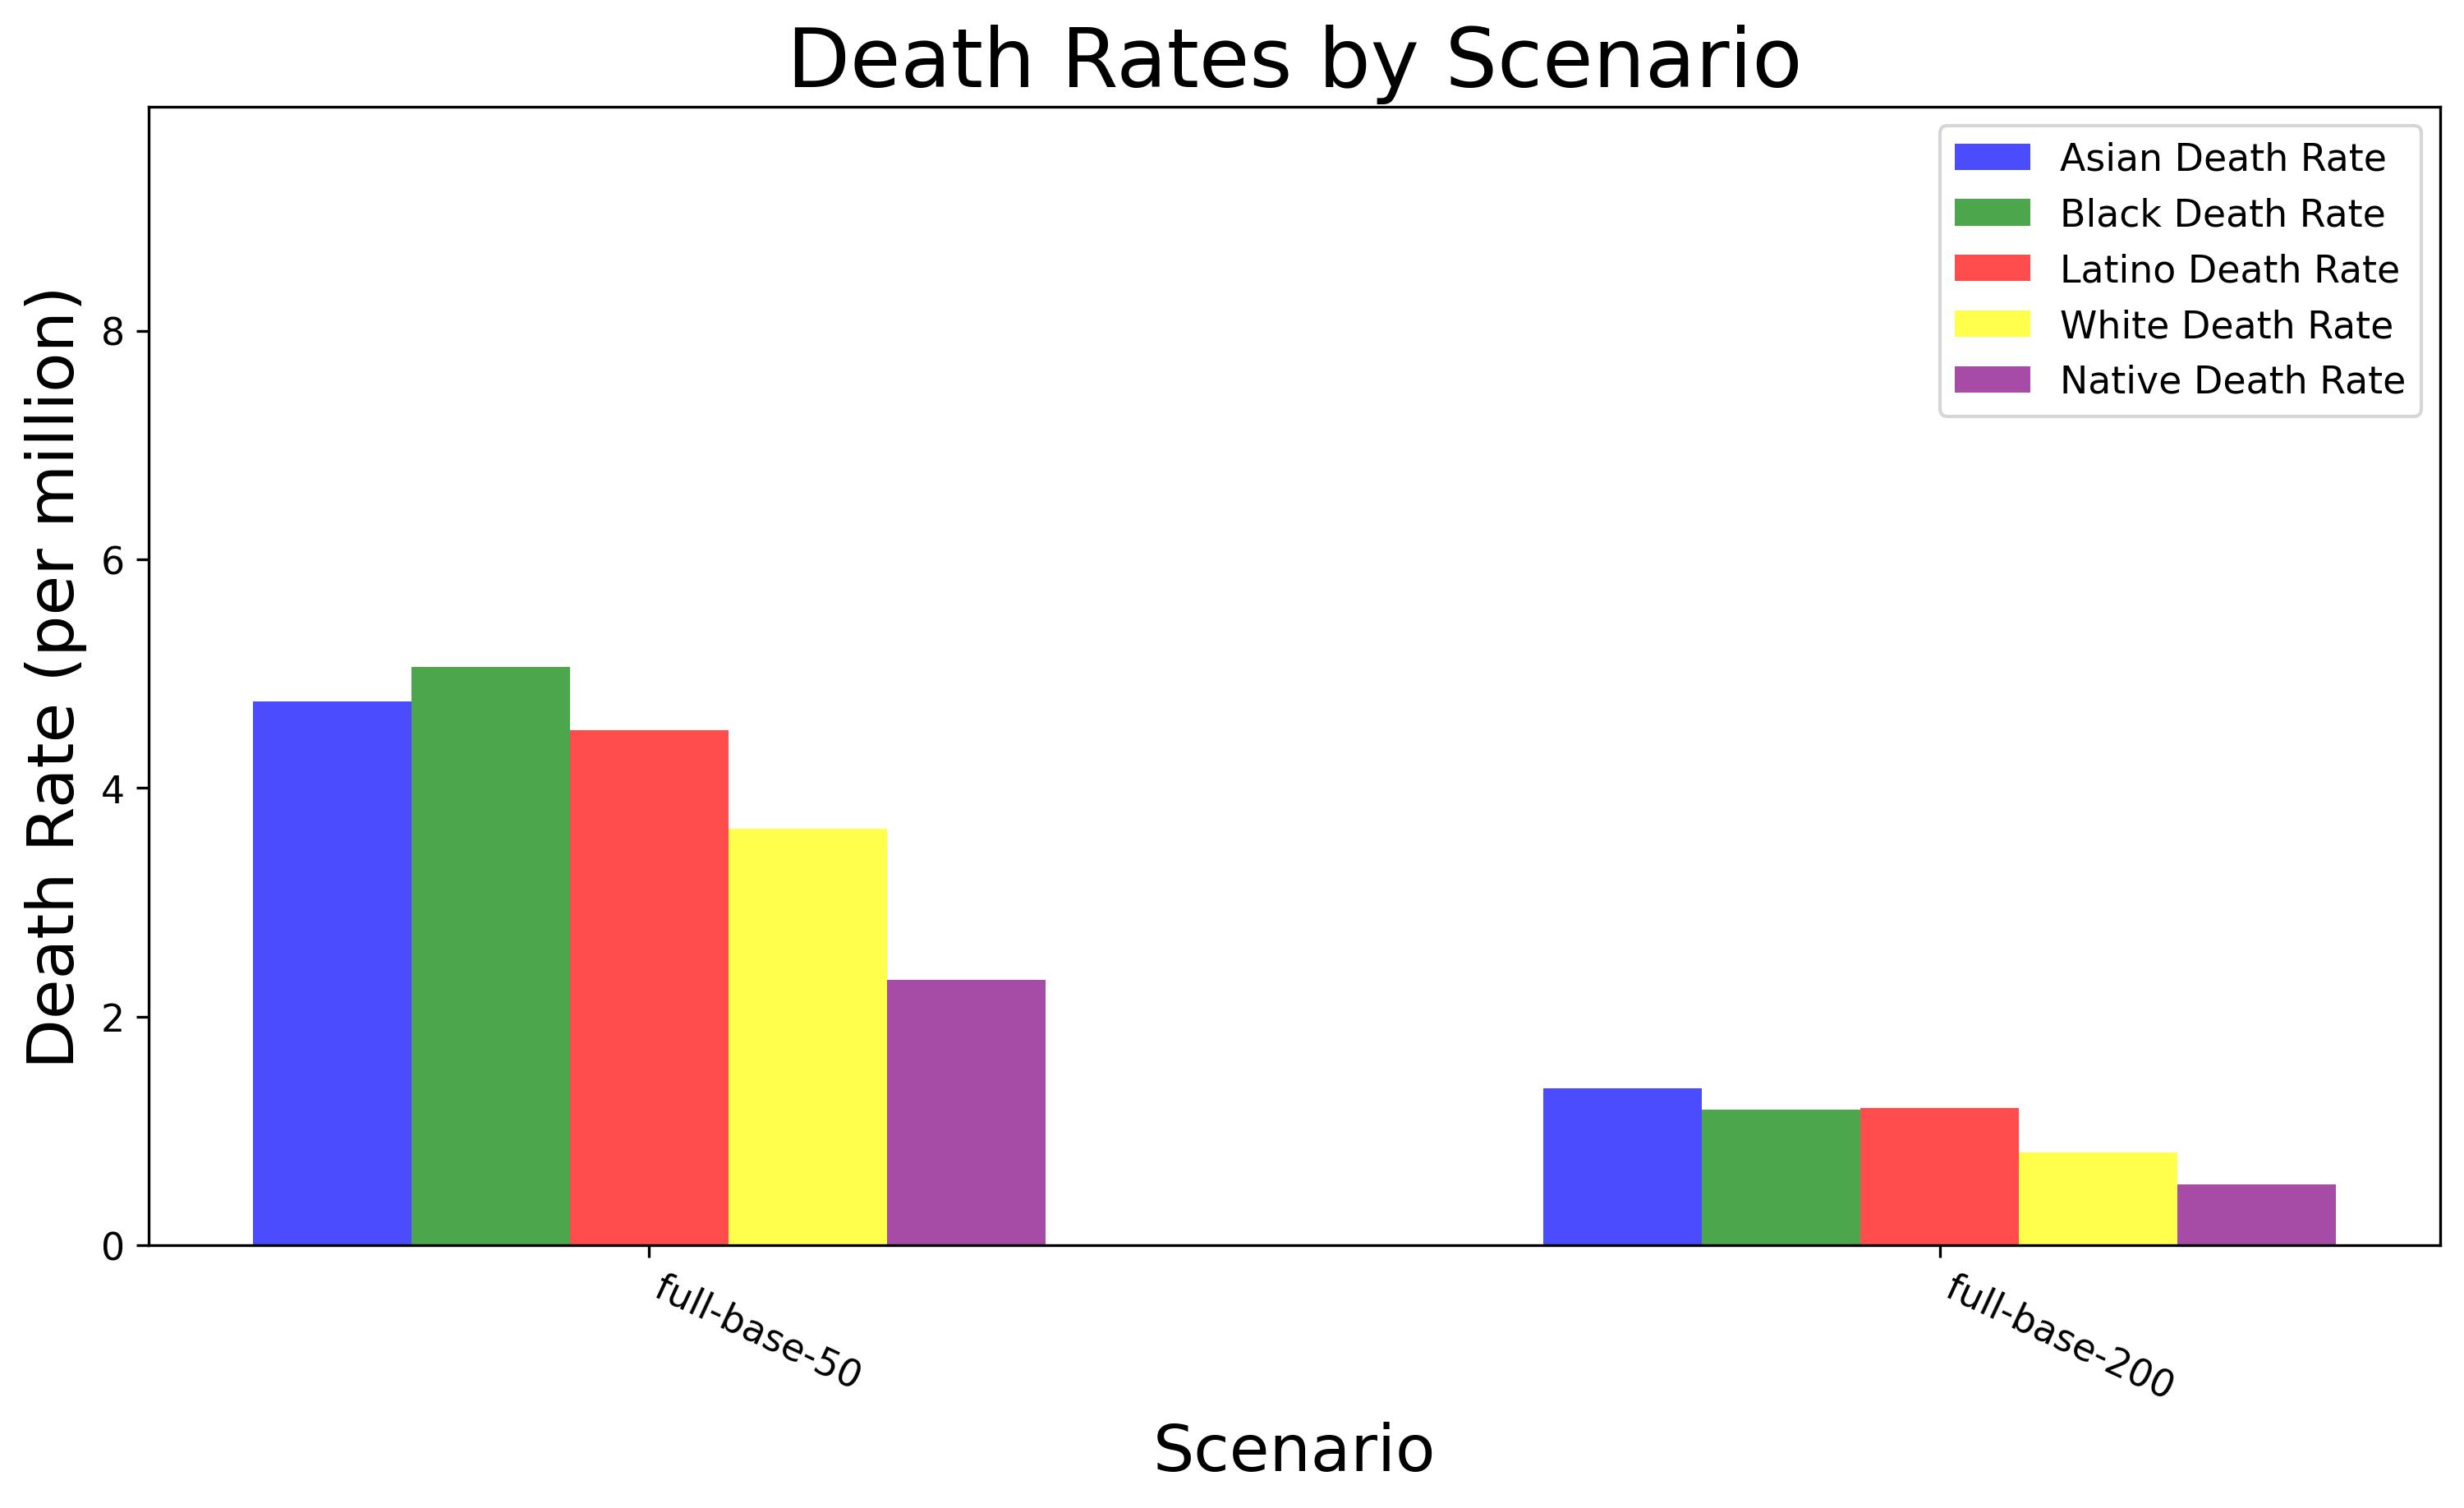 Death Rates by Scenario
Asian Death Rate
Black Death Rate
Latino Death Rate
White Death Rate
Native Death Rate
Death Rate (per million)
8
6
4
2
0
full-base-50
full-base-200
Scenario